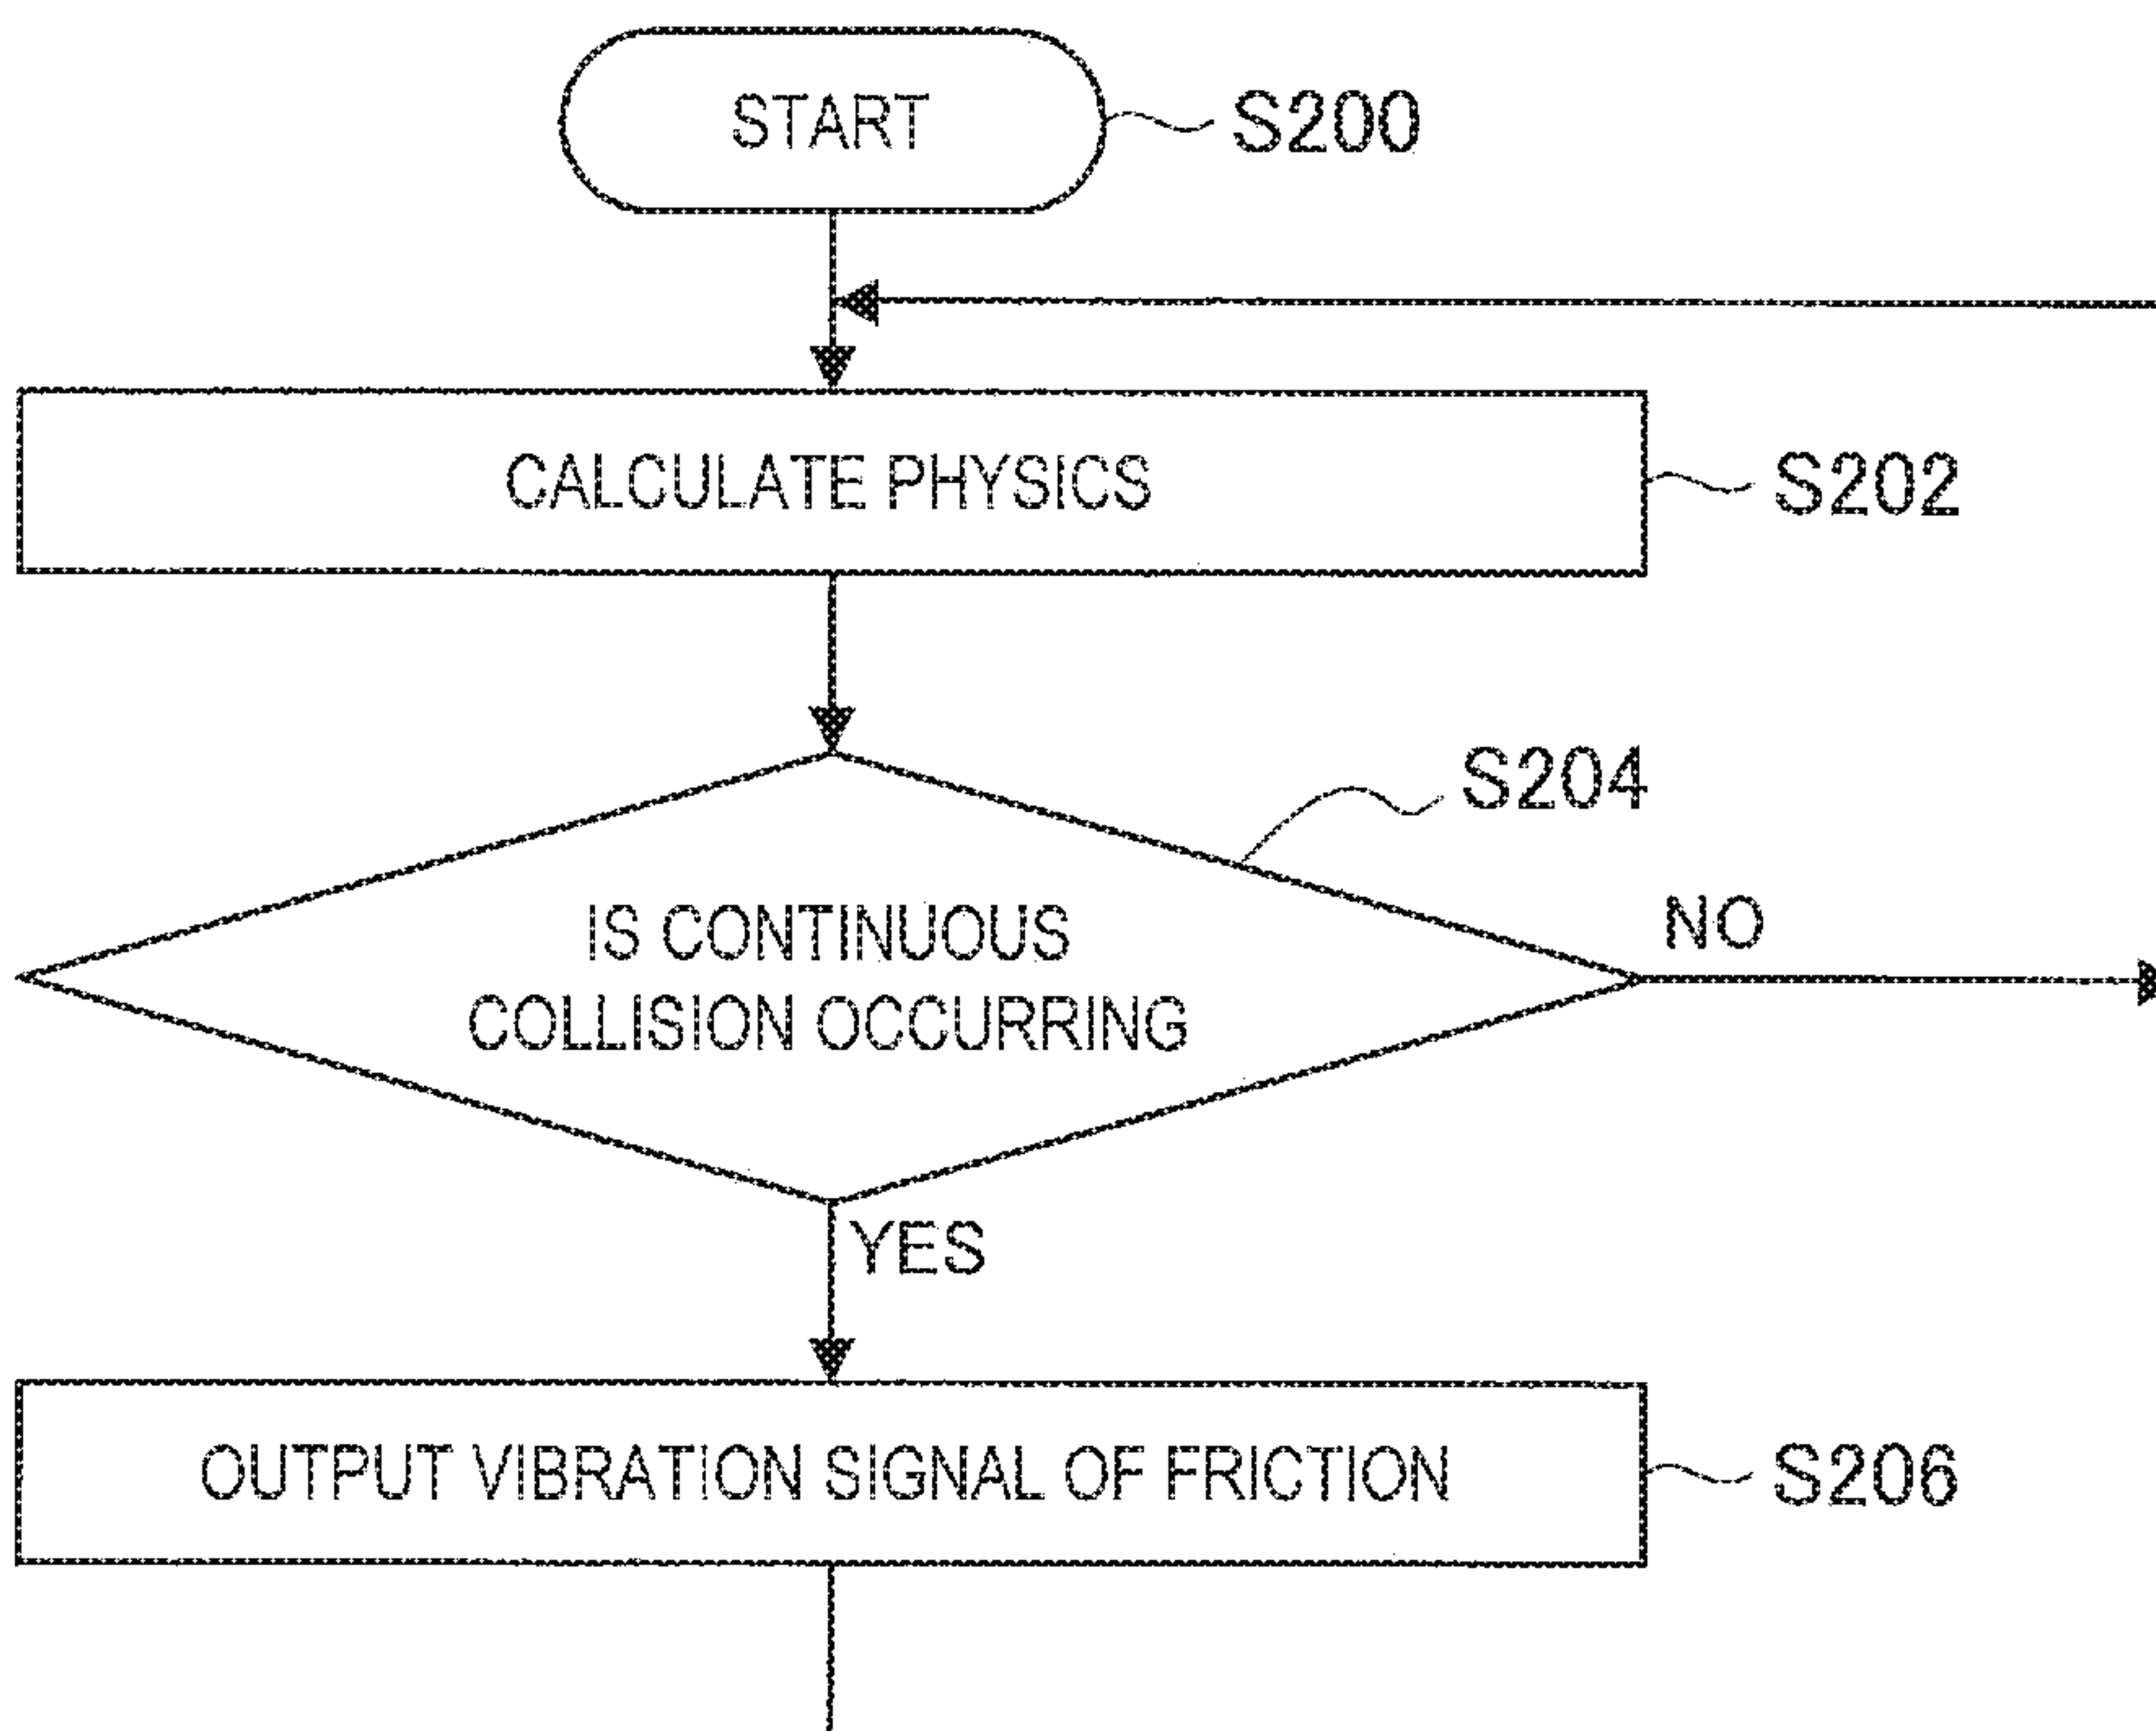 START
S200
CALCULATE PHYSICS
S202
S204
IS CONTINUOUS
COLLISION OCCURRING
NO
YES
OUTPUT VIBRATION SIGNAL OF FRICTION
S206